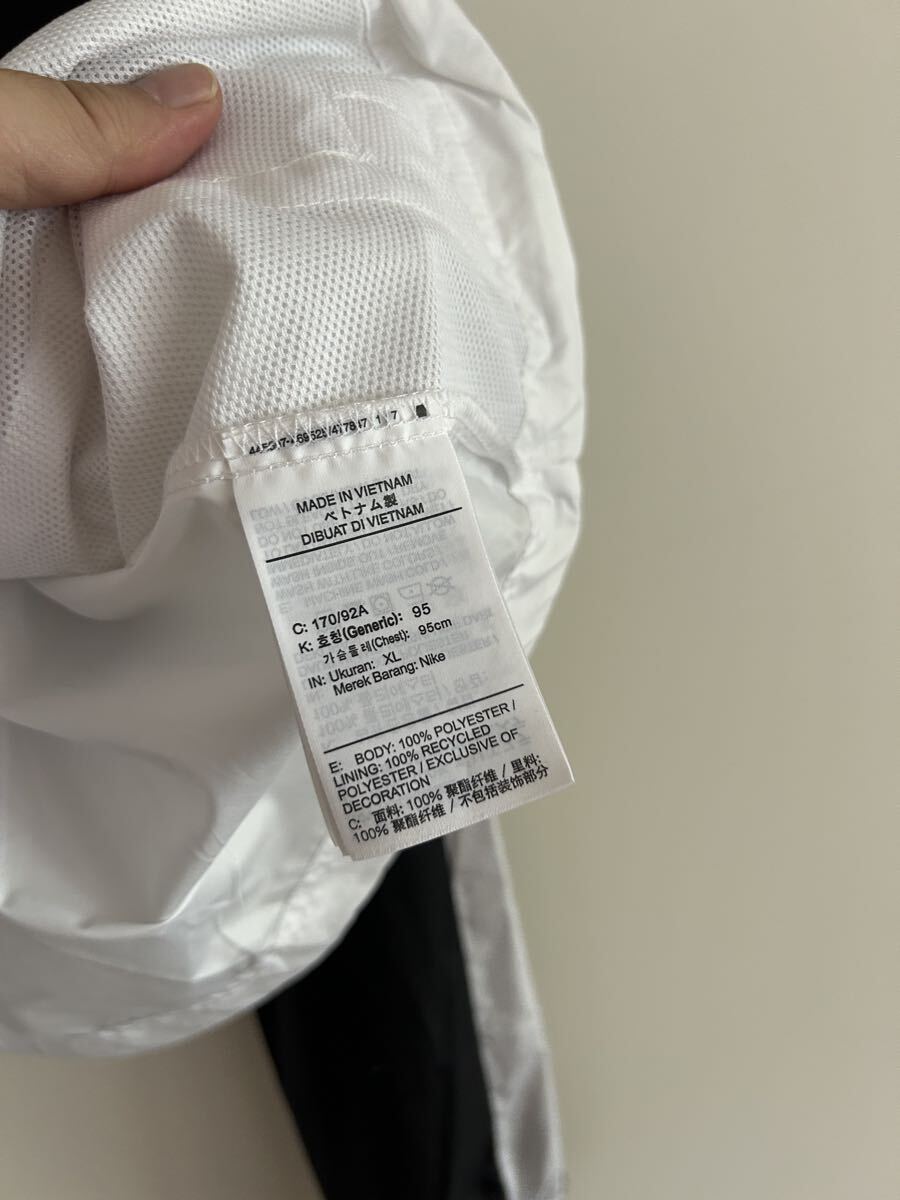 MADE IN VIETNAM
ベトナム製
DIBUAT DI VIETNAM
C: 170/92A
K: 호칭(Generic): 95
가슴둘레(Chest): 95cm
IN: Ukuran: XL
Merek Barang: Nike
E: BODY: 100% POLYESTER /
LINING: 100% RECYCLED
POLYESTER / EXCLUSIVE OF
DECORATION
C: 面料: 100% 聚酯纤维 / 里料:
100% 聚酯纤维 / 不包括装饰部分